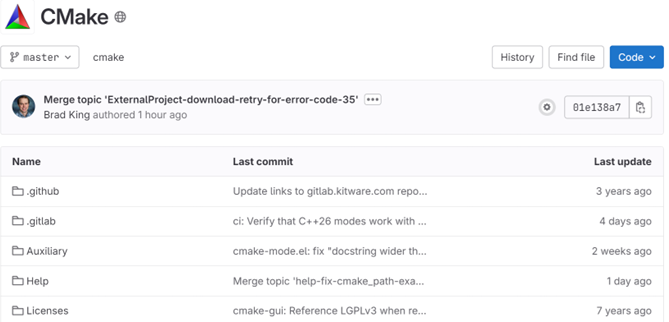 CMake
master cmake History Find file Code
Merge topic 'ExternalProject-download-retry-for-error-code-35'
Brad King authored 1 hour ago
01e138a7
Name Last commit Last update
.github Update links to gitlab.kitware.com repo... 3 years ago
.gitlab ci: Verify that C++26 modes work with ... 4 days ago
Auxiliary cmake-mode.el: fix "docstring wider th... 2 weeks ago
Help Merge topic 'help-fix-cmake_path-exa... 1 day ago
Licenses cmake-gui: Reference LGPLv3 when re... 7 years ago